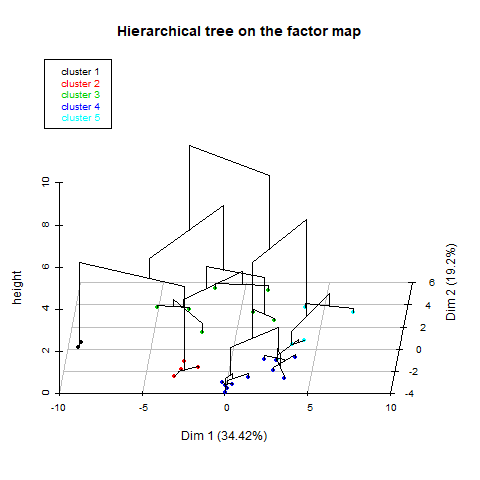 Hierarchical tree on the factor map
cluster 1
cluster 2
cluster 3
cluster 4
cluster 5
height
0
2
4
6
8
10
-10
-5
0
5
10
Dim 1 (34.42%)
-4
-2
0
2
4
6
Dim 2 (19.2%)